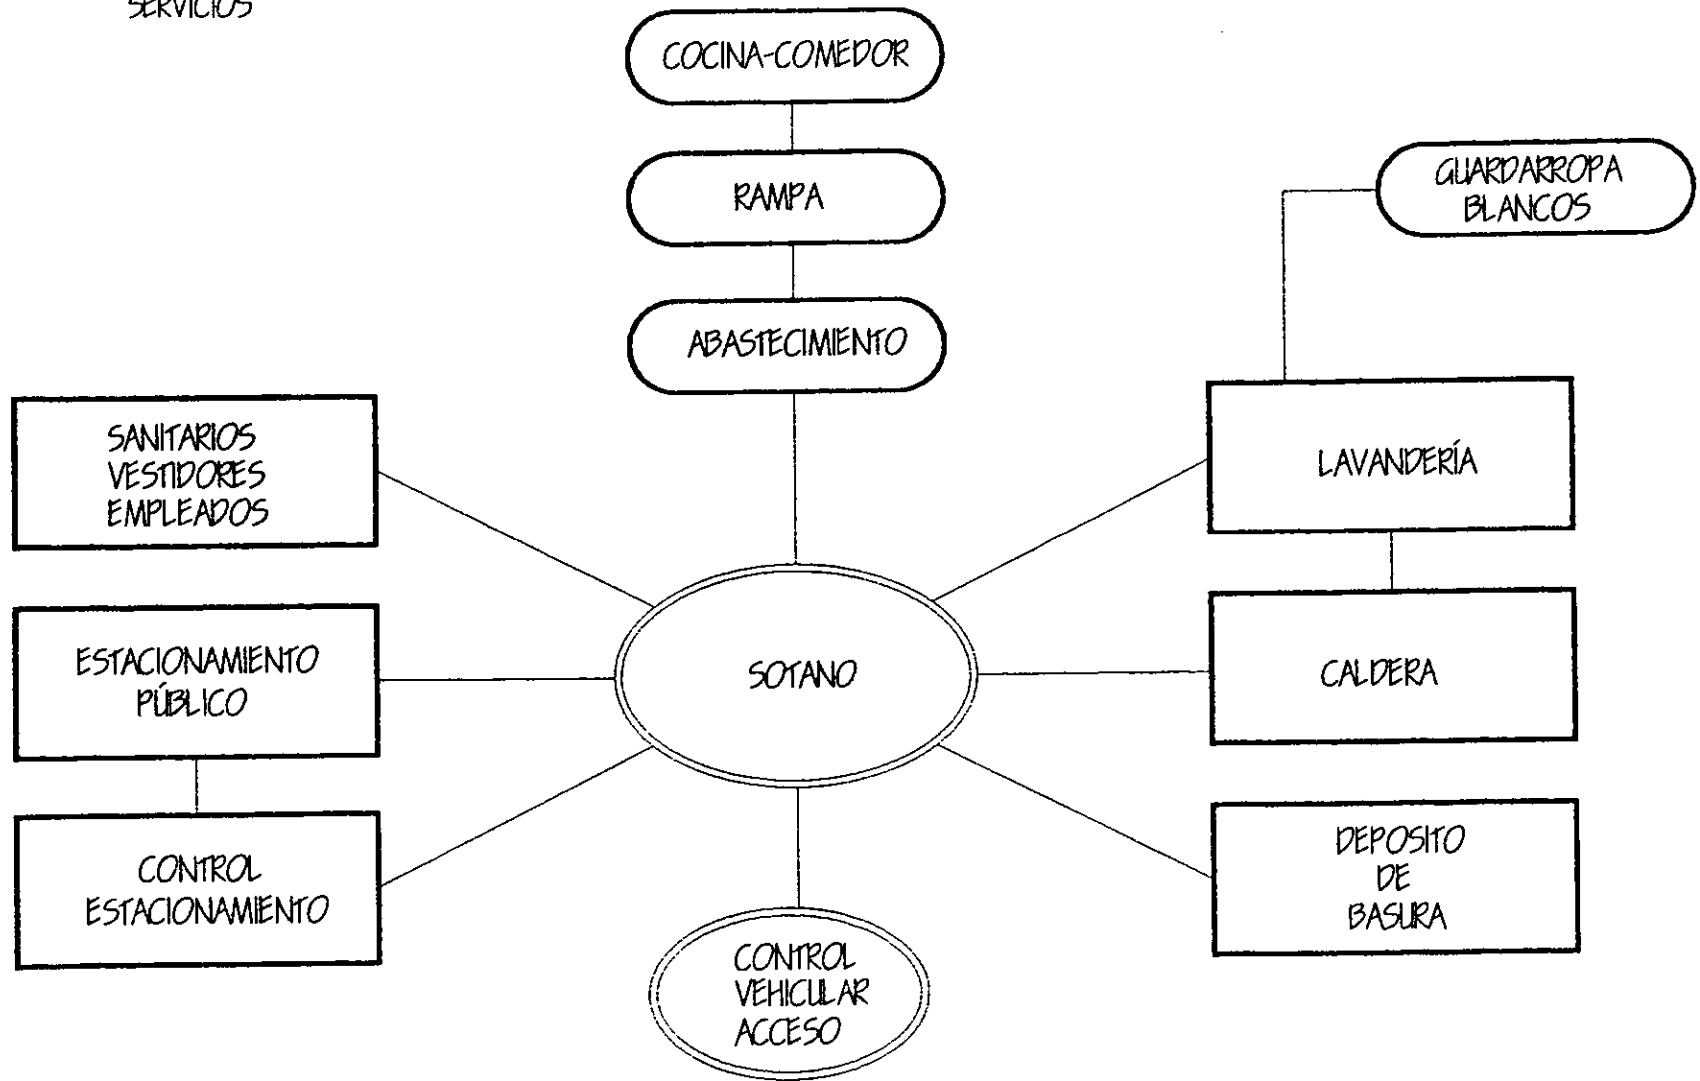 SERVICIOS
COCINA-COMEDOR
RAMPA
GUARDARROPA
BLANCOS
ABASTECIMIENTO
SANITARIOS
VESTIDORES
EMPLEADOS
LAVANDERÍA
ESTACIONAMIENTO
PÚBLICO
SOTANO
CALDERA
CONTROL
ESTACIONAMIENTO
DEPOSITO
DE
BASURA
CONTROL
VEHICULAR
ACCESO